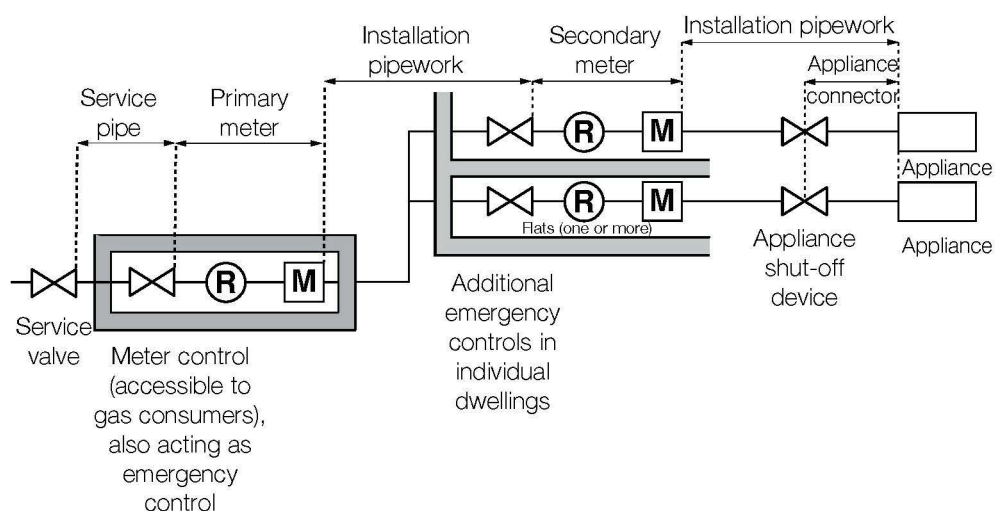 Installation
pipework
Secondary
meter
Installation pipework
Appliance
connector
Service
pipe
Primary
meter
R
M
Appliance
R
M
Flats (one or more)
Appliance
Appliance
shut-off
device
R
M
Service
valve
Meter control
(accessible to
gas consumers),
also acting as
emergency
control
Additional
emergency
controls in
individual
dwellings